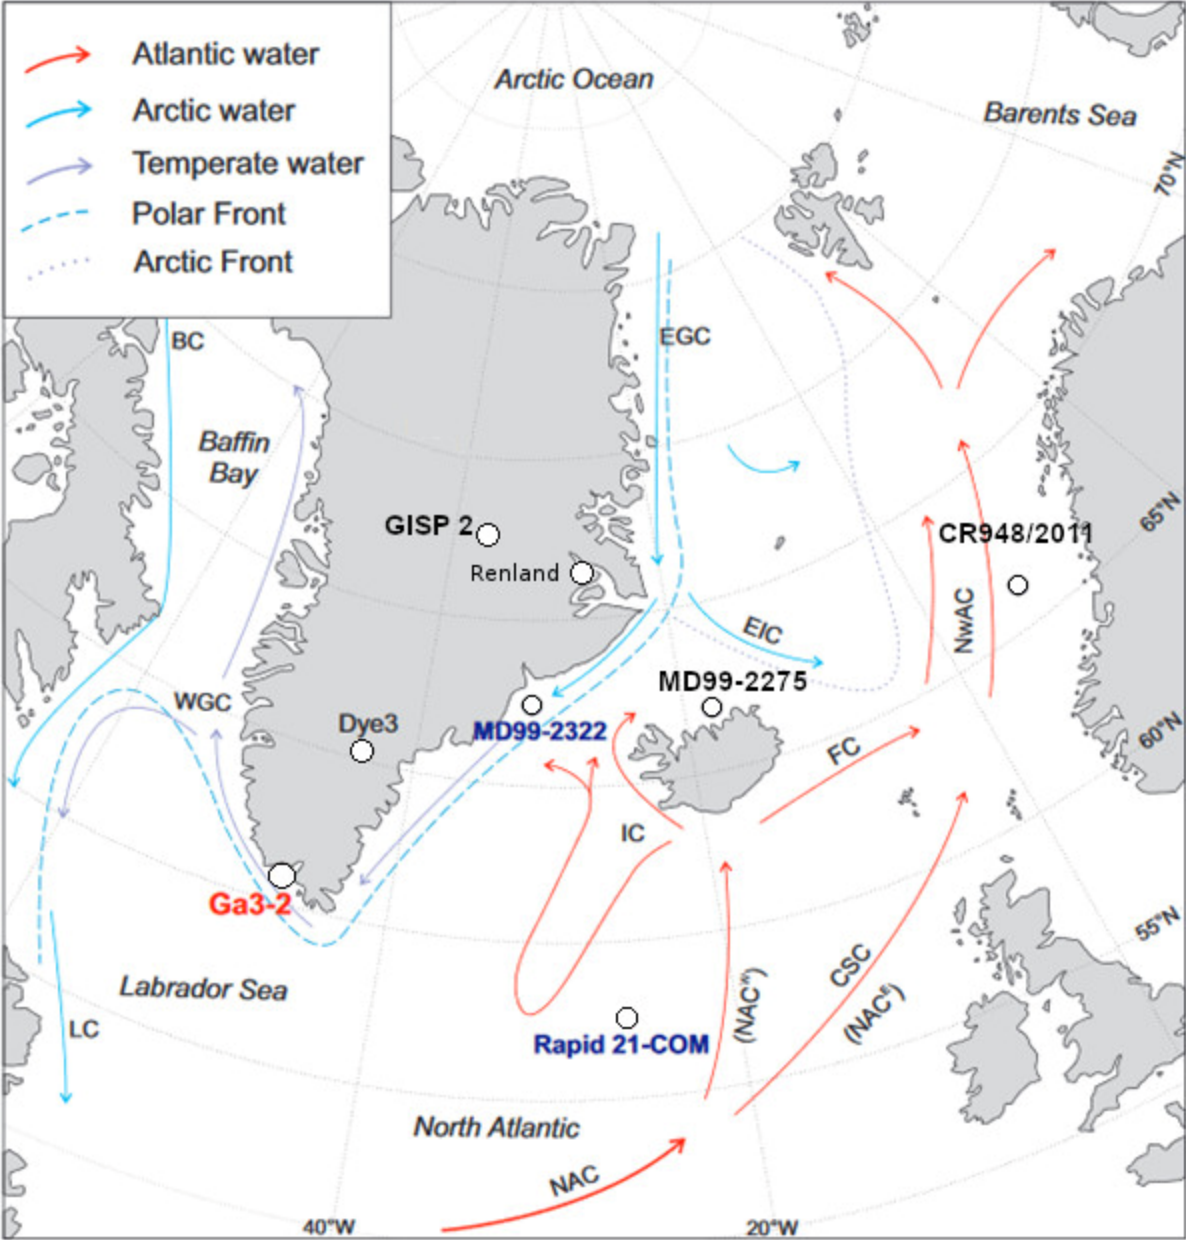 Atlantic water
Arctic water
Temperate water
Polar Front
Arctic Front
Arctic Ocean
Barents Sea
70°N
BC
EGC
Baffin
Bay
GISP 2
Renland
CR948/2011
65°N
EIC
NwAC
WGC
MD99-2275
Dye3
MD99-2322
FC
60°N
IC
Ga3-2
55°N
Labrador Sea
CSC
(NACᵂ)
(NACᴱ)
LC
Rapid 21-COM
North Atlantic
NAC
40°W
20°W